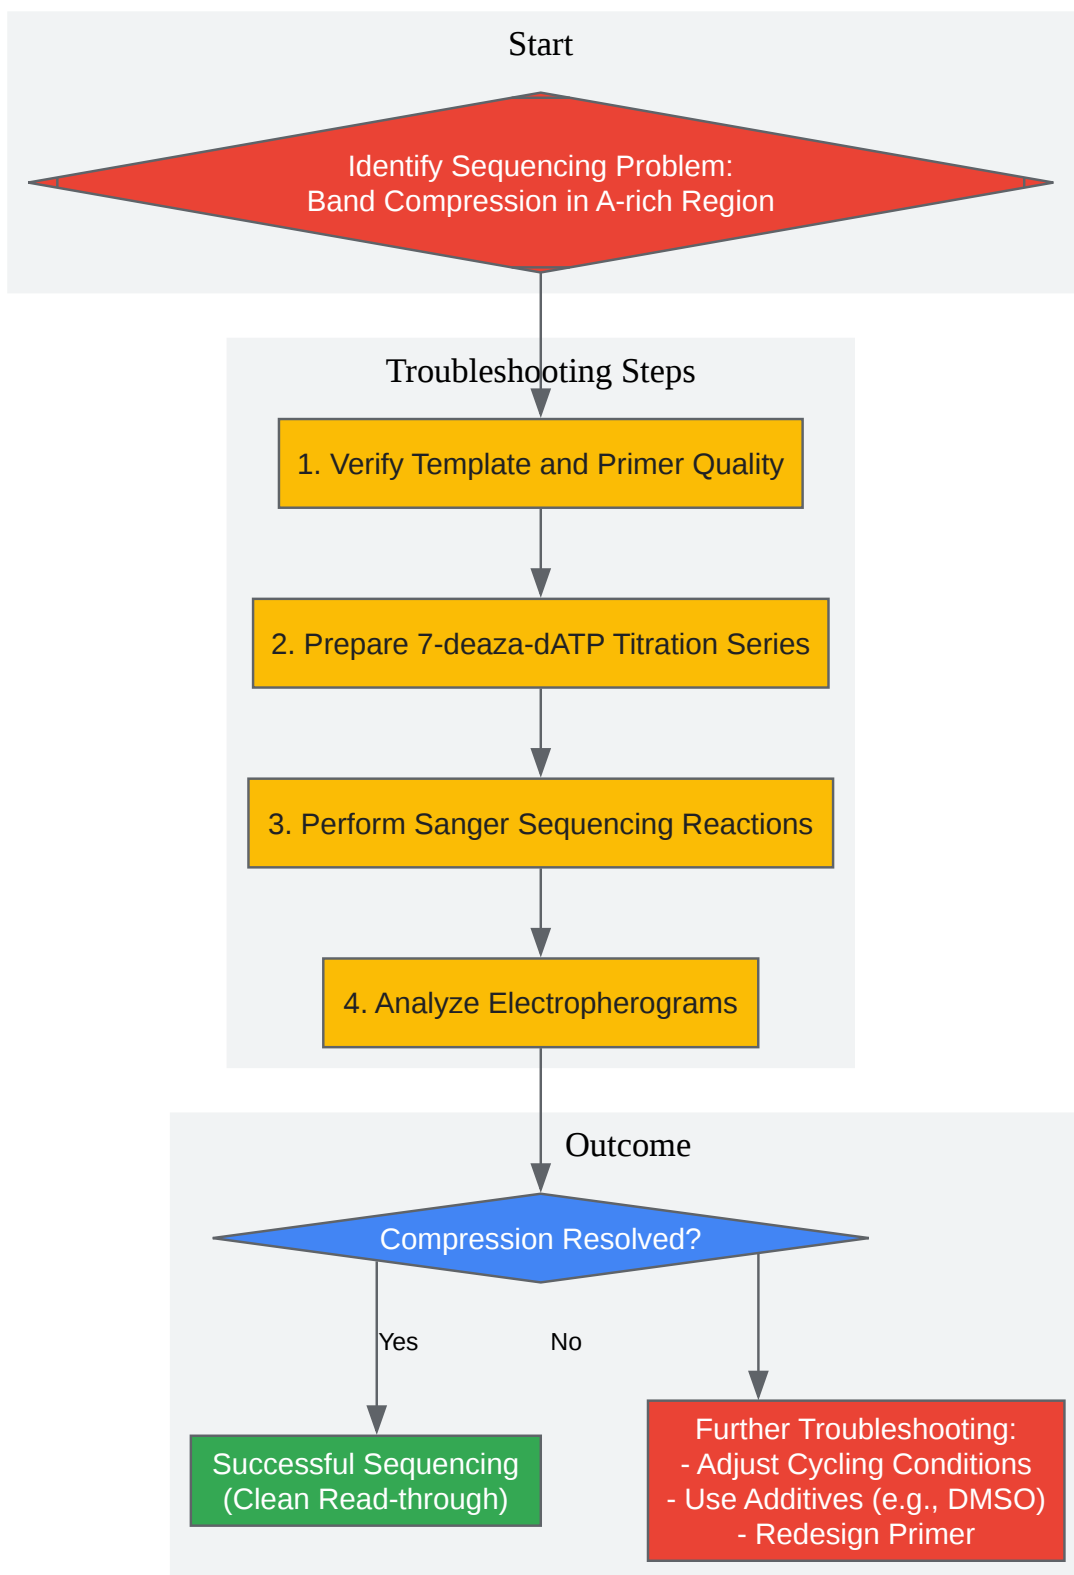 Start
Identify Sequencing Problem:
Band Compression in A-rich Region
Troubleshooting Steps
1. Verify Template and Primer Quality
2. Prepare 7-deaza-dATP Titration Series
3. Perform Sanger Sequencing Reactions
4. Analyze Electropherograms
Outcome
Compression Resolved?
Yes
No
Successful Sequencing
(Clean Read-through)
Further Troubleshooting:
- Adjust Cycling Conditions
- Use Additives (e.g., DMSO)
- Redesign Primer